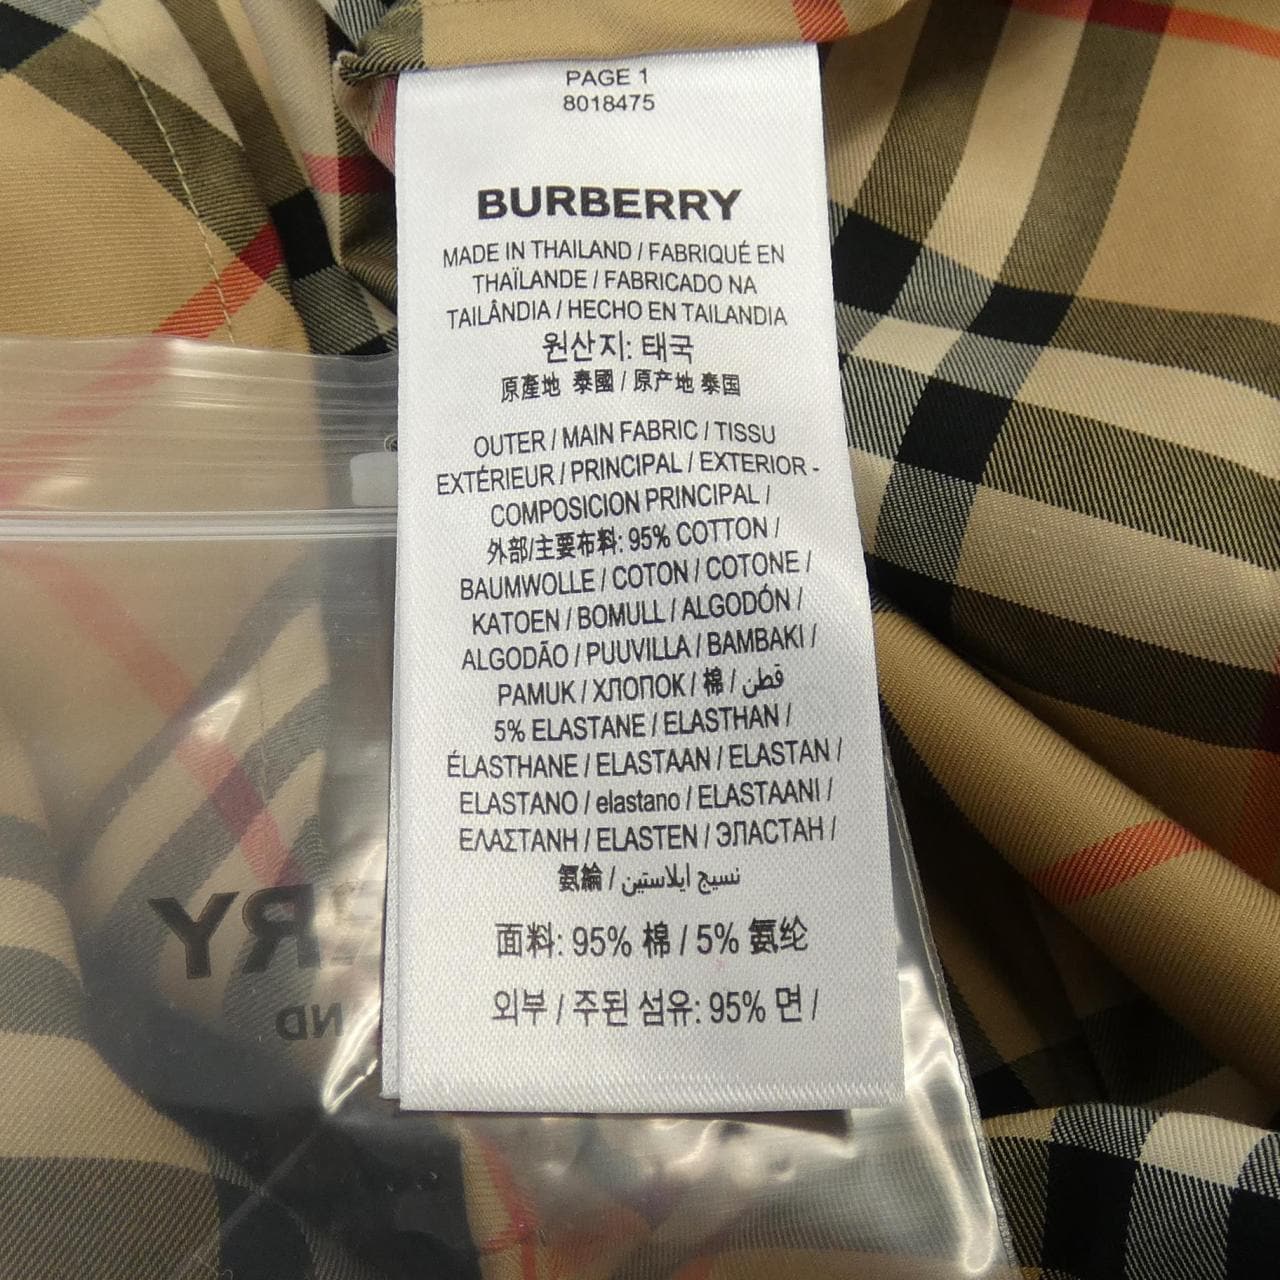 PAGE 1
8018475
BURBERRY
MADE IN THAILAND / FABRIQUÉ EN
THAÏLANDE / FABRICADO NA
TAILÂNDIA / HECHO EN TAILANDIA
원산지: 태국
原產地 泰國 / 原产地 泰国
OUTER / MAIN FABRIC / TISSU
EXTÉRIEUR / PRINCIPAL / EXTERIOR -
COMPOSICION PRINCIPAL /
外部/主要布料: 95% COTTON /
BAUMWOLLE / COTON / COTONE /
KATOEN / BOMULL / ALGODÓN /
ALGODÃO / PUUVILLA / BAMBAKI /
PAMUK / ХЛОПОК / 棉 / قطن
5% ELASTANE / ELASTHAN /
ÉLASTHANE / ELASTAAN / ELASTAN /
ELASTANO / elastano / ELASTAANI /
ΕΛΑΣΤΑΝΗ / ELASTEN / ЭЛАСТАН /
氨綸 / نسيج ايلاستين
面料: 95% 棉 / 5% 氨纶
외부 / 주된 섬유: 95% 면 /
RRY
ND